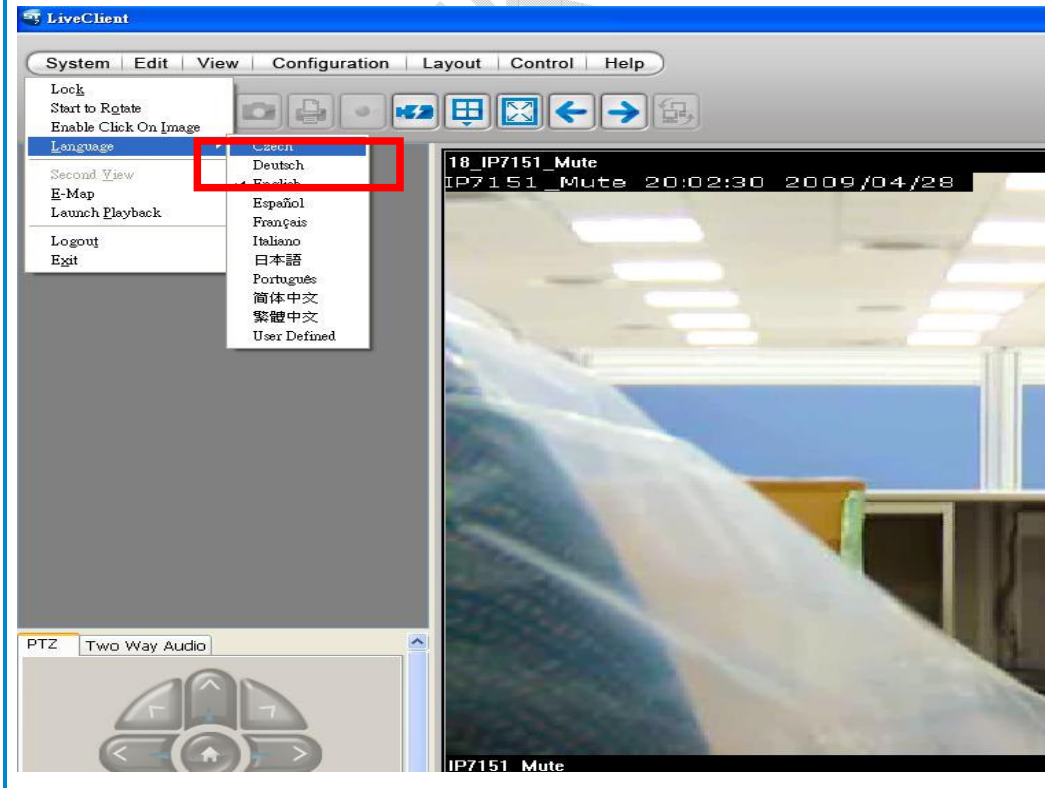 LiveClient
System Edit View Configuration Layout Control Help
Lock
Start to Rotate
Enable Click On Image
Language
Second View
E-Map
Launch Playback
Logout
Exit
Czech
Deutsch
English
Español
Français
Italiano
日本語
Português
简体中文
繁體中文
User Defined
18_IP7151_Mute
IP7151_Mute 20:02:30 2009/04/28
PTZ Two Way Audio
IP7151_Mute